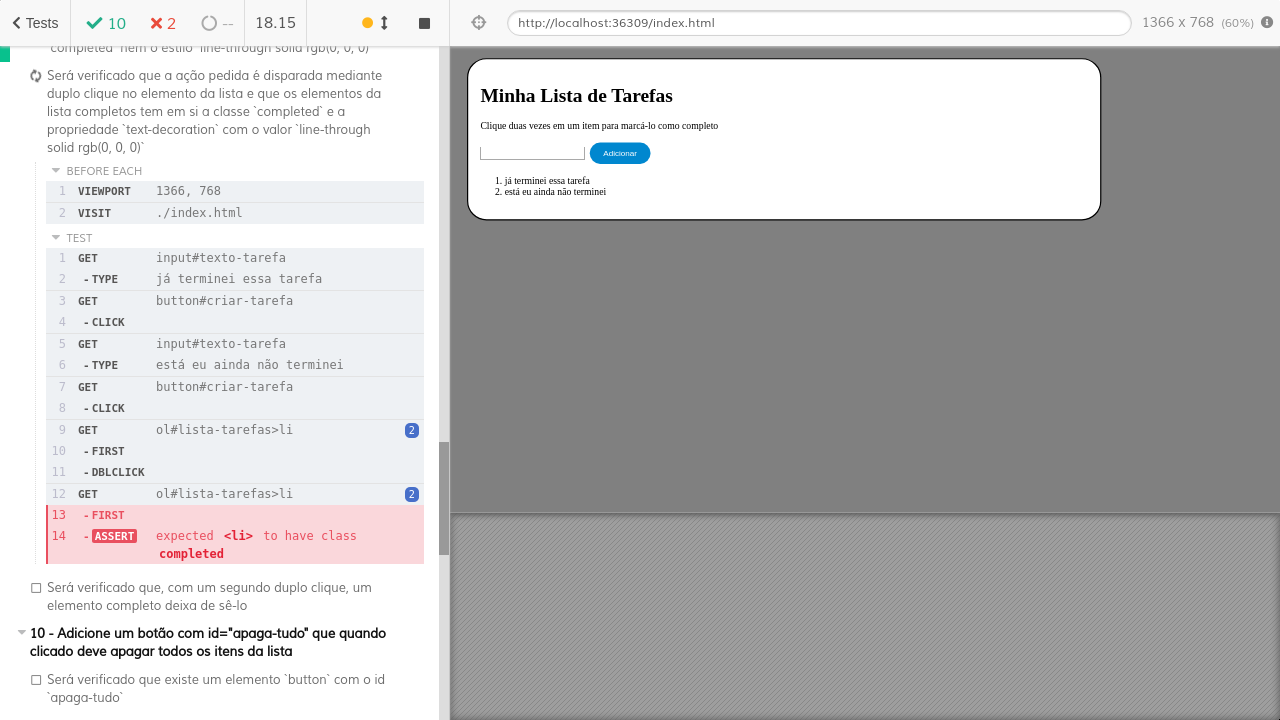 Tests
10
2
--
18.15
http://localhost:36309/index.html
1366 x 768 (60%)
`completed` nem o estilo `line-through solid rgb(0, 0, 0)`
Será verificado que a ação pedida é disparada mediante
duplo clique no elemento da lista e que os elementos da
lista completos tem em si a classe `completed` e a
propriedade `text-decoration` com o valor `line-through
solid rgb(0, 0, 0)`
BEFORE EACH
1 VIEWPORT 1366, 768
2 VISIT ./index.html
TEST
1 GET input#texto-tarefa
2 - TYPE já terminei essa tarefa
3 GET button#criar-tarefa
4 - CLICK
5 GET input#texto-tarefa
6 - TYPE está eu ainda não terminei
7 GET button#criar-tarefa
8 - CLICK
9 GET ol#lista-tarefas>li 2
10 - FIRST
11 - DBLCLICK
12 GET ol#lista-tarefas>li 2
13 - FIRST
14 - ASSERT expected <li> to have class
completed
Será verificado que, com um segundo duplo clique, um
elemento completo deixa de sê-lo
10 - Adicione um botão com id="apaga-tudo" que quando
clicado deve apagar todos os itens da lista
Será verificado que existe um elemento `button` com o id
`apaga-tudo`
Minha Lista de Tarefas
Clique duas vezes em um item para marcá-lo como completo
Adicionar
1. já terminei essa tarefa
2. está eu ainda não terminei